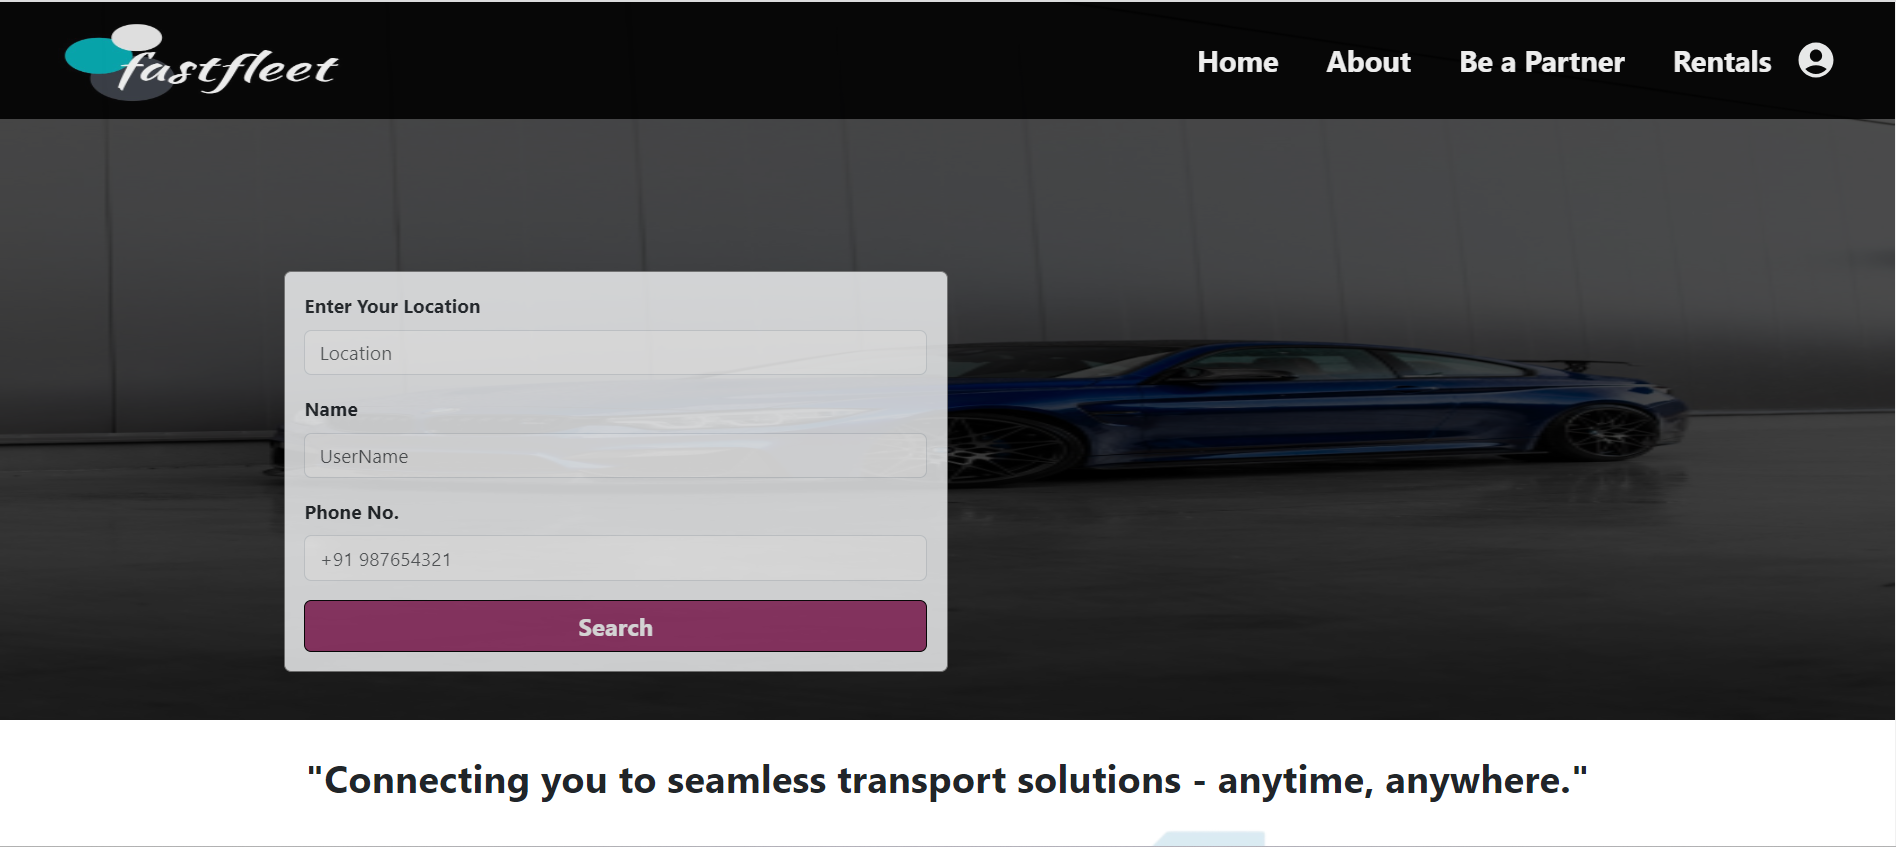 fastfleet
Home About Be a Partner Rentals
Enter Your Location
Location
Name
UserName
Phone No.
+91 987654321
Search
"Connecting you to seamless transport solutions - anytime, anywhere."